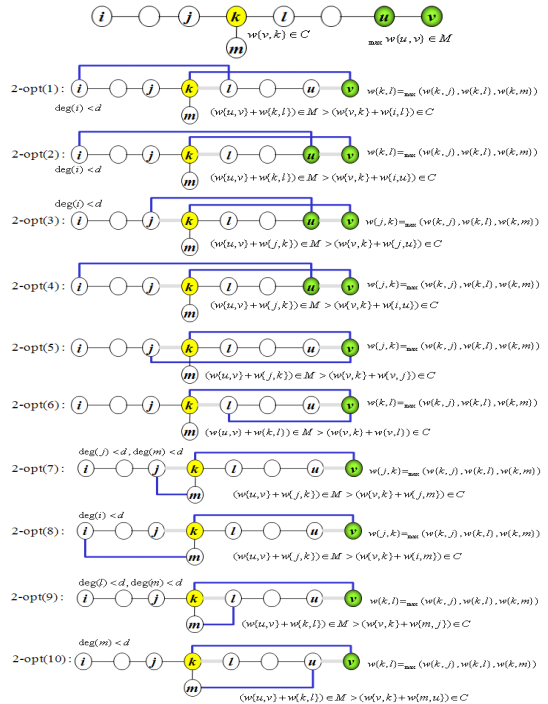 i j k l u v
w{v,k}∈C
max w{u,v}∈M
m
2-opt(1): i j k l u v
w{k,l}=max (w{k,j},w{k,l},w{k,m})
deg(i)<d
m
(w{u,v}+w{k,l})∈M >(w{v,k}+w{i,l})∈C
2-opt(2): i j k l u v
w{k,l}=max (w{k,j},w{k,l},w{k,m})
deg(i)<d
m
(w{u,v}+w{k,l})∈M >(w{v,k}+w{i,u})∈C
deg(i)<d
2-opt(3): i j k l u v
w{j,k}=max (w{k,j},w{k,l},w{k,m})
m
(w{u,v}+w{j,k})∈M >(w{v,k}+w{j,u})∈C
2-opt(4): i j k l u v
w{j,k}=max (w{k,j},w{k,l},w{k,m})
m
(w{u,v}+w{j,k})∈M >(w{v,k}+w{i,u})∈C
2-opt(5): i j k l u v
w{j,k}=max (w{k,j},w{k,l},w{k,m})
m
(w{u,v}+w{j,k})∈M >(w{v,k}+w{v,j})∈C
2-opt(6): i j k l u v
w{k,l}=max (w{k,j},w{k,l},w{k,m})
m
(w{u,v}+w{k,l})∈M >(w{v,k}+w{v,l})∈C
deg(j)<d,deg(m)<d
2-opt(7): i j k l u v
w{j,k}=max (w{k,j},w{k,l},w{k,m})
m
(w{u,v}+w{j,k})∈M >(w{v,k}+w{j,m})∈C
deg(i)<d
2-opt(8): i j k l u v
w{j,k}=max (w{k,j},w{k,l},w{k,m})
m
(w{u,v}+w{j,k})∈M >(w{v,k}+w{i,m})∈C
deg(l)<d,deg(m)<d
2-opt(9): i j k l u v
w{k,l}=max (w{k,j},w{k,l},w{k,m})
m
(w{u,v}+w{k,l})∈M >(w{v,k}+w{m,j})∈C
deg(m)<d
2-opt(10): i j k l u v
w{k,l}=max (w{k,j},w{k,l},w{k,m})
m
(w{u,v}+w{k,l})∈M >(w{v,k}+w{m,u})∈C